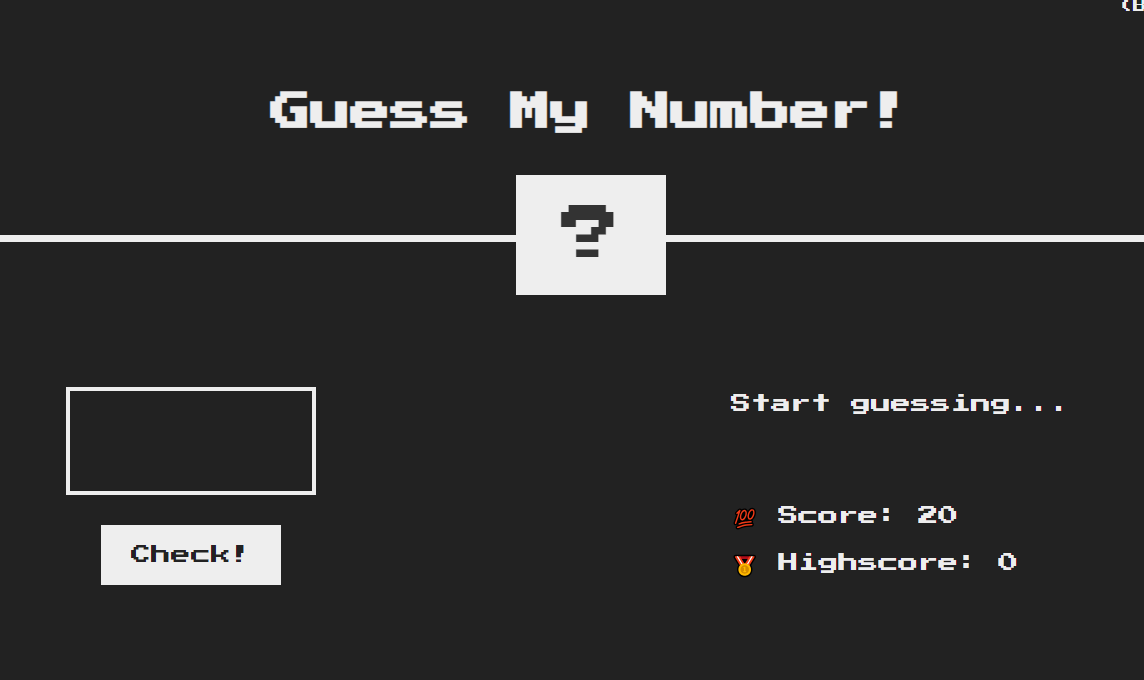 Guess My Number!
?
Start guessing...
💯 Score: 20
🥇 Highscore: 0
Check!